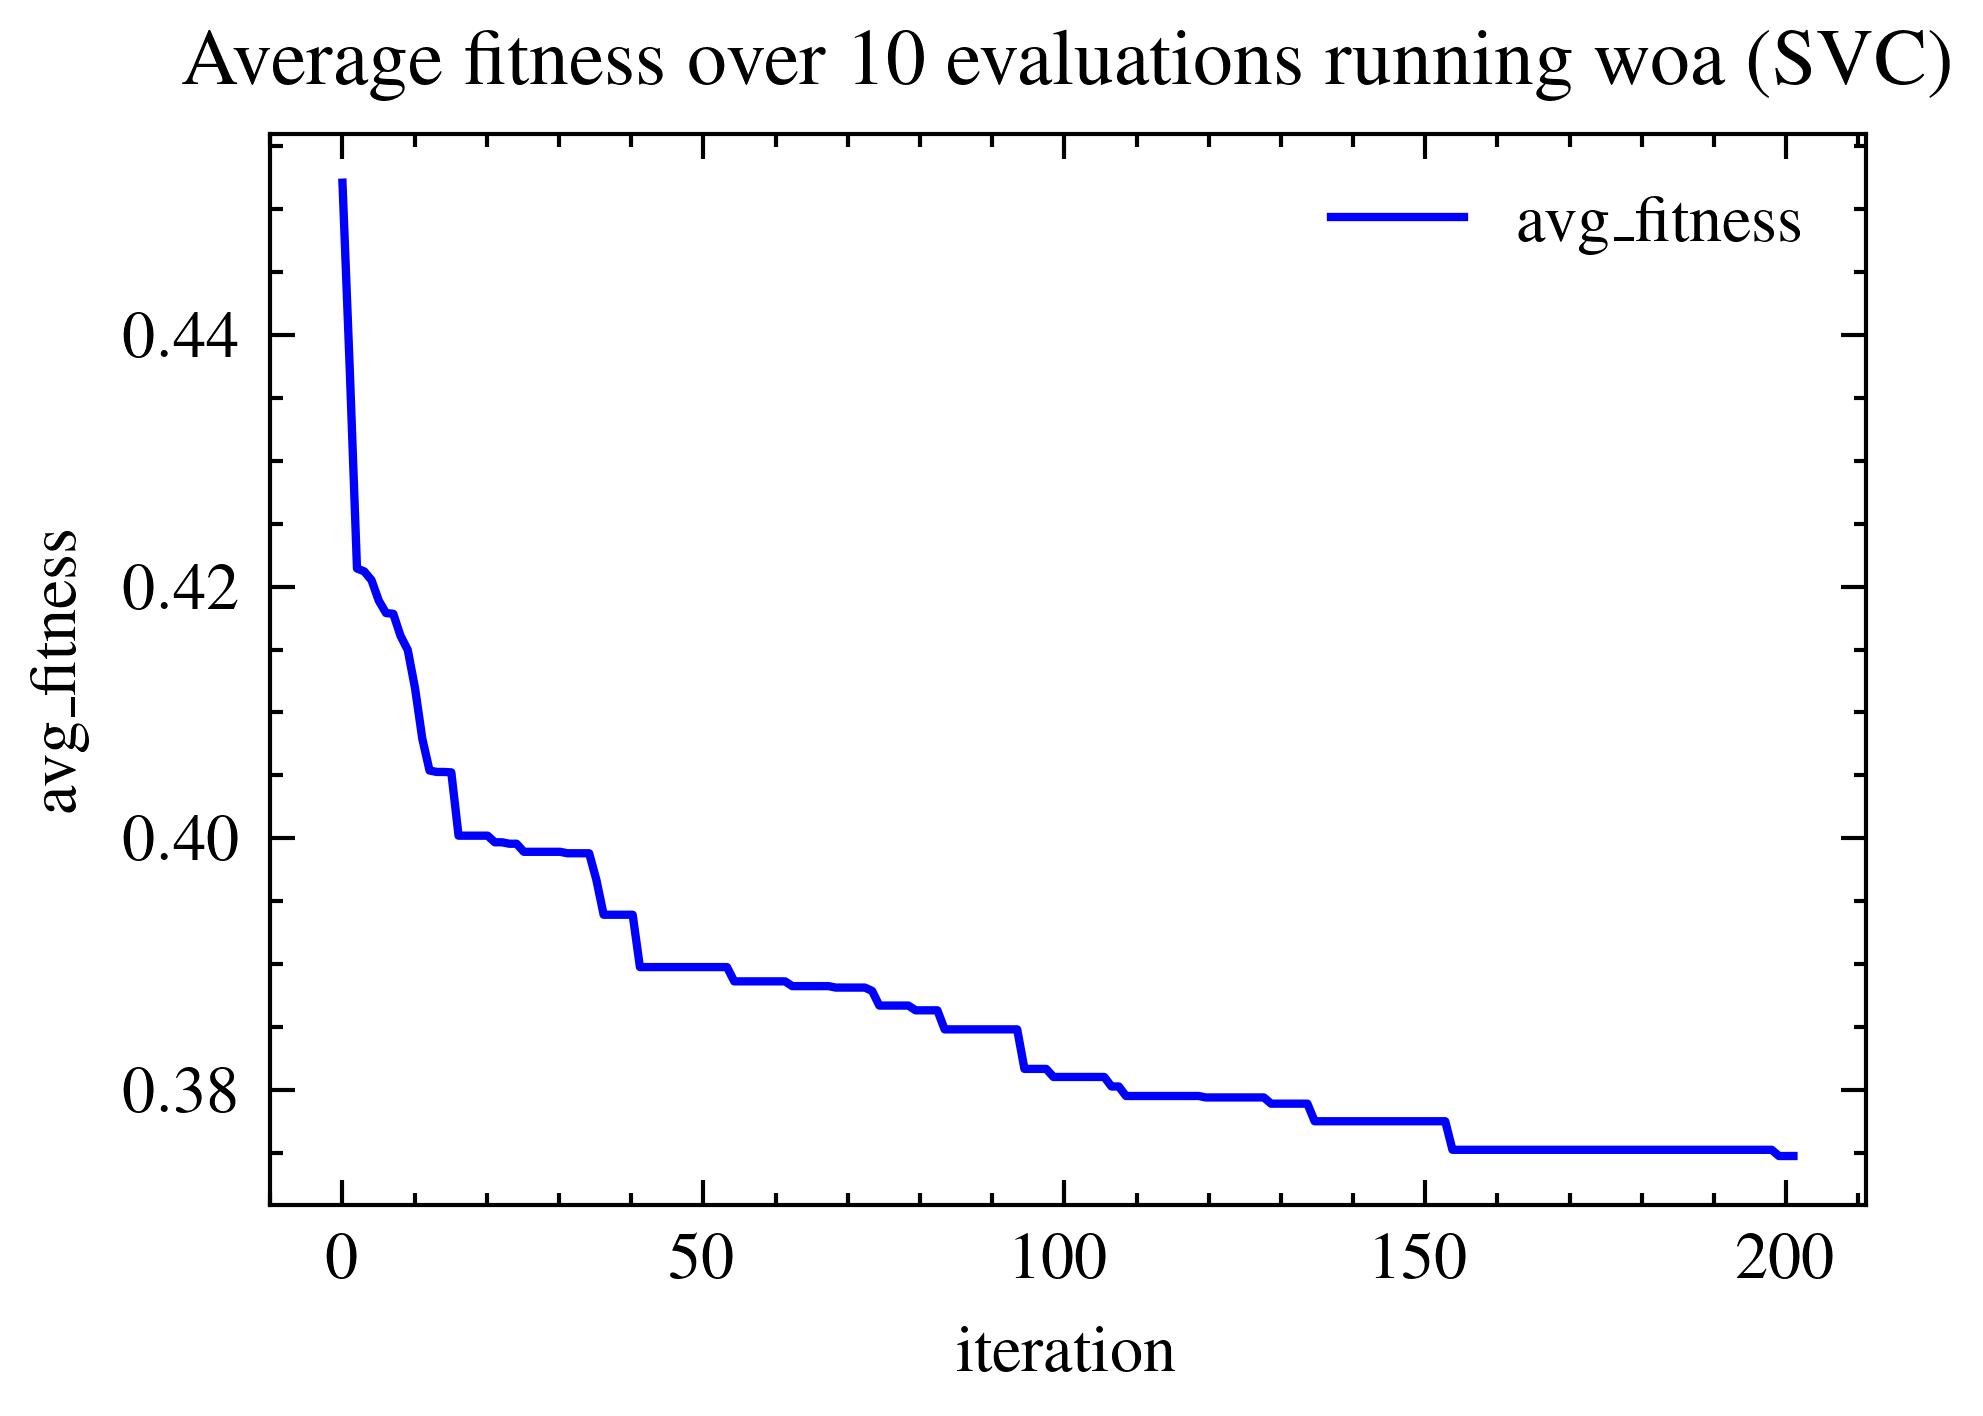 Average fitness over 10 evaluations running woa (SVC)
avg_fitness
0.44
0.42
0.40
0.38
avg_fitness
0 50 100 150 200
iteration